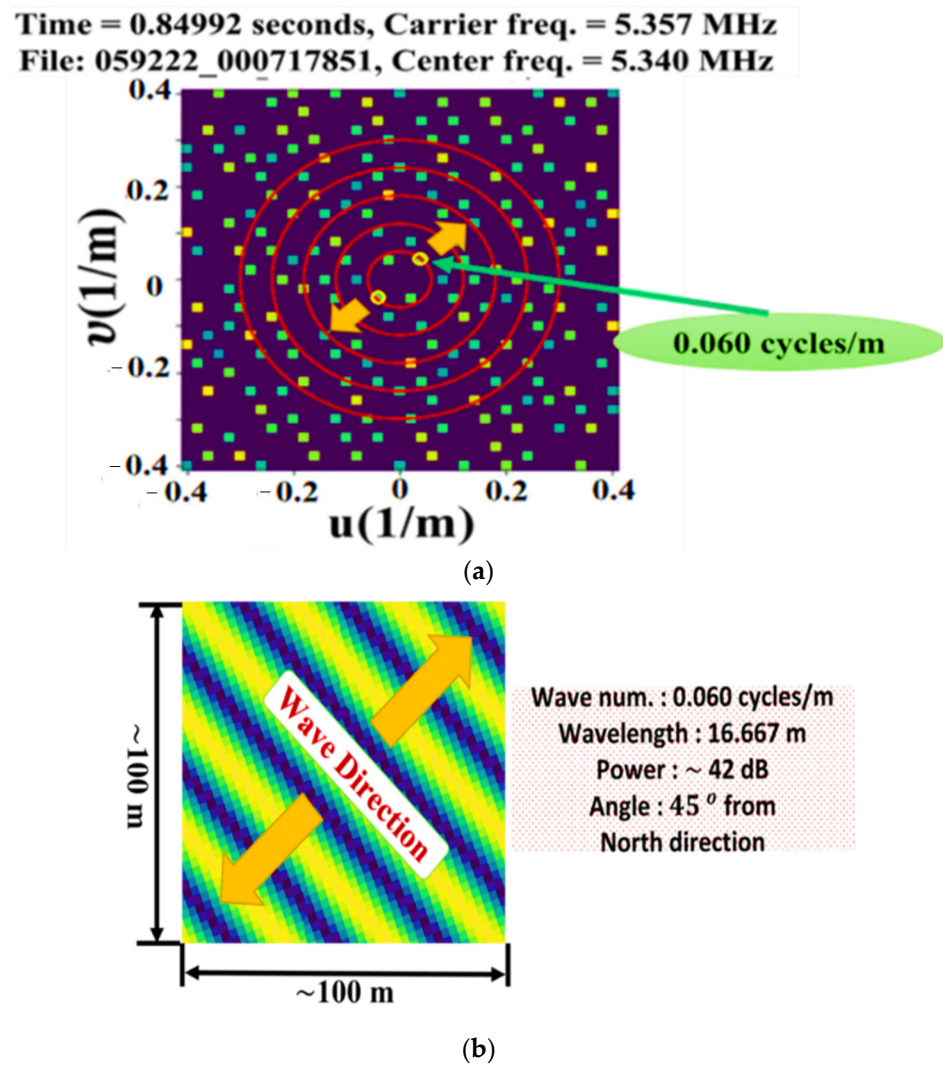 Time = 0.84992 seconds, Carrier freq. = 5.357 MHz
File: 059222_000717851, Center freq. = 5.340 MHz
0.4
0.2
0
−0.2
−0.4
v(1/m)
−0.4
−0.2
0
0.2
0.4
u(1/m)
0.060 cycles/m
(a)
~100 m
Wave Direction
Wave num. : 0.060 cycles/m
Wavelength : 16.667 m
Power : ~ 42 dB
Angle : 45 ° from
North direction
~100 m
(b)